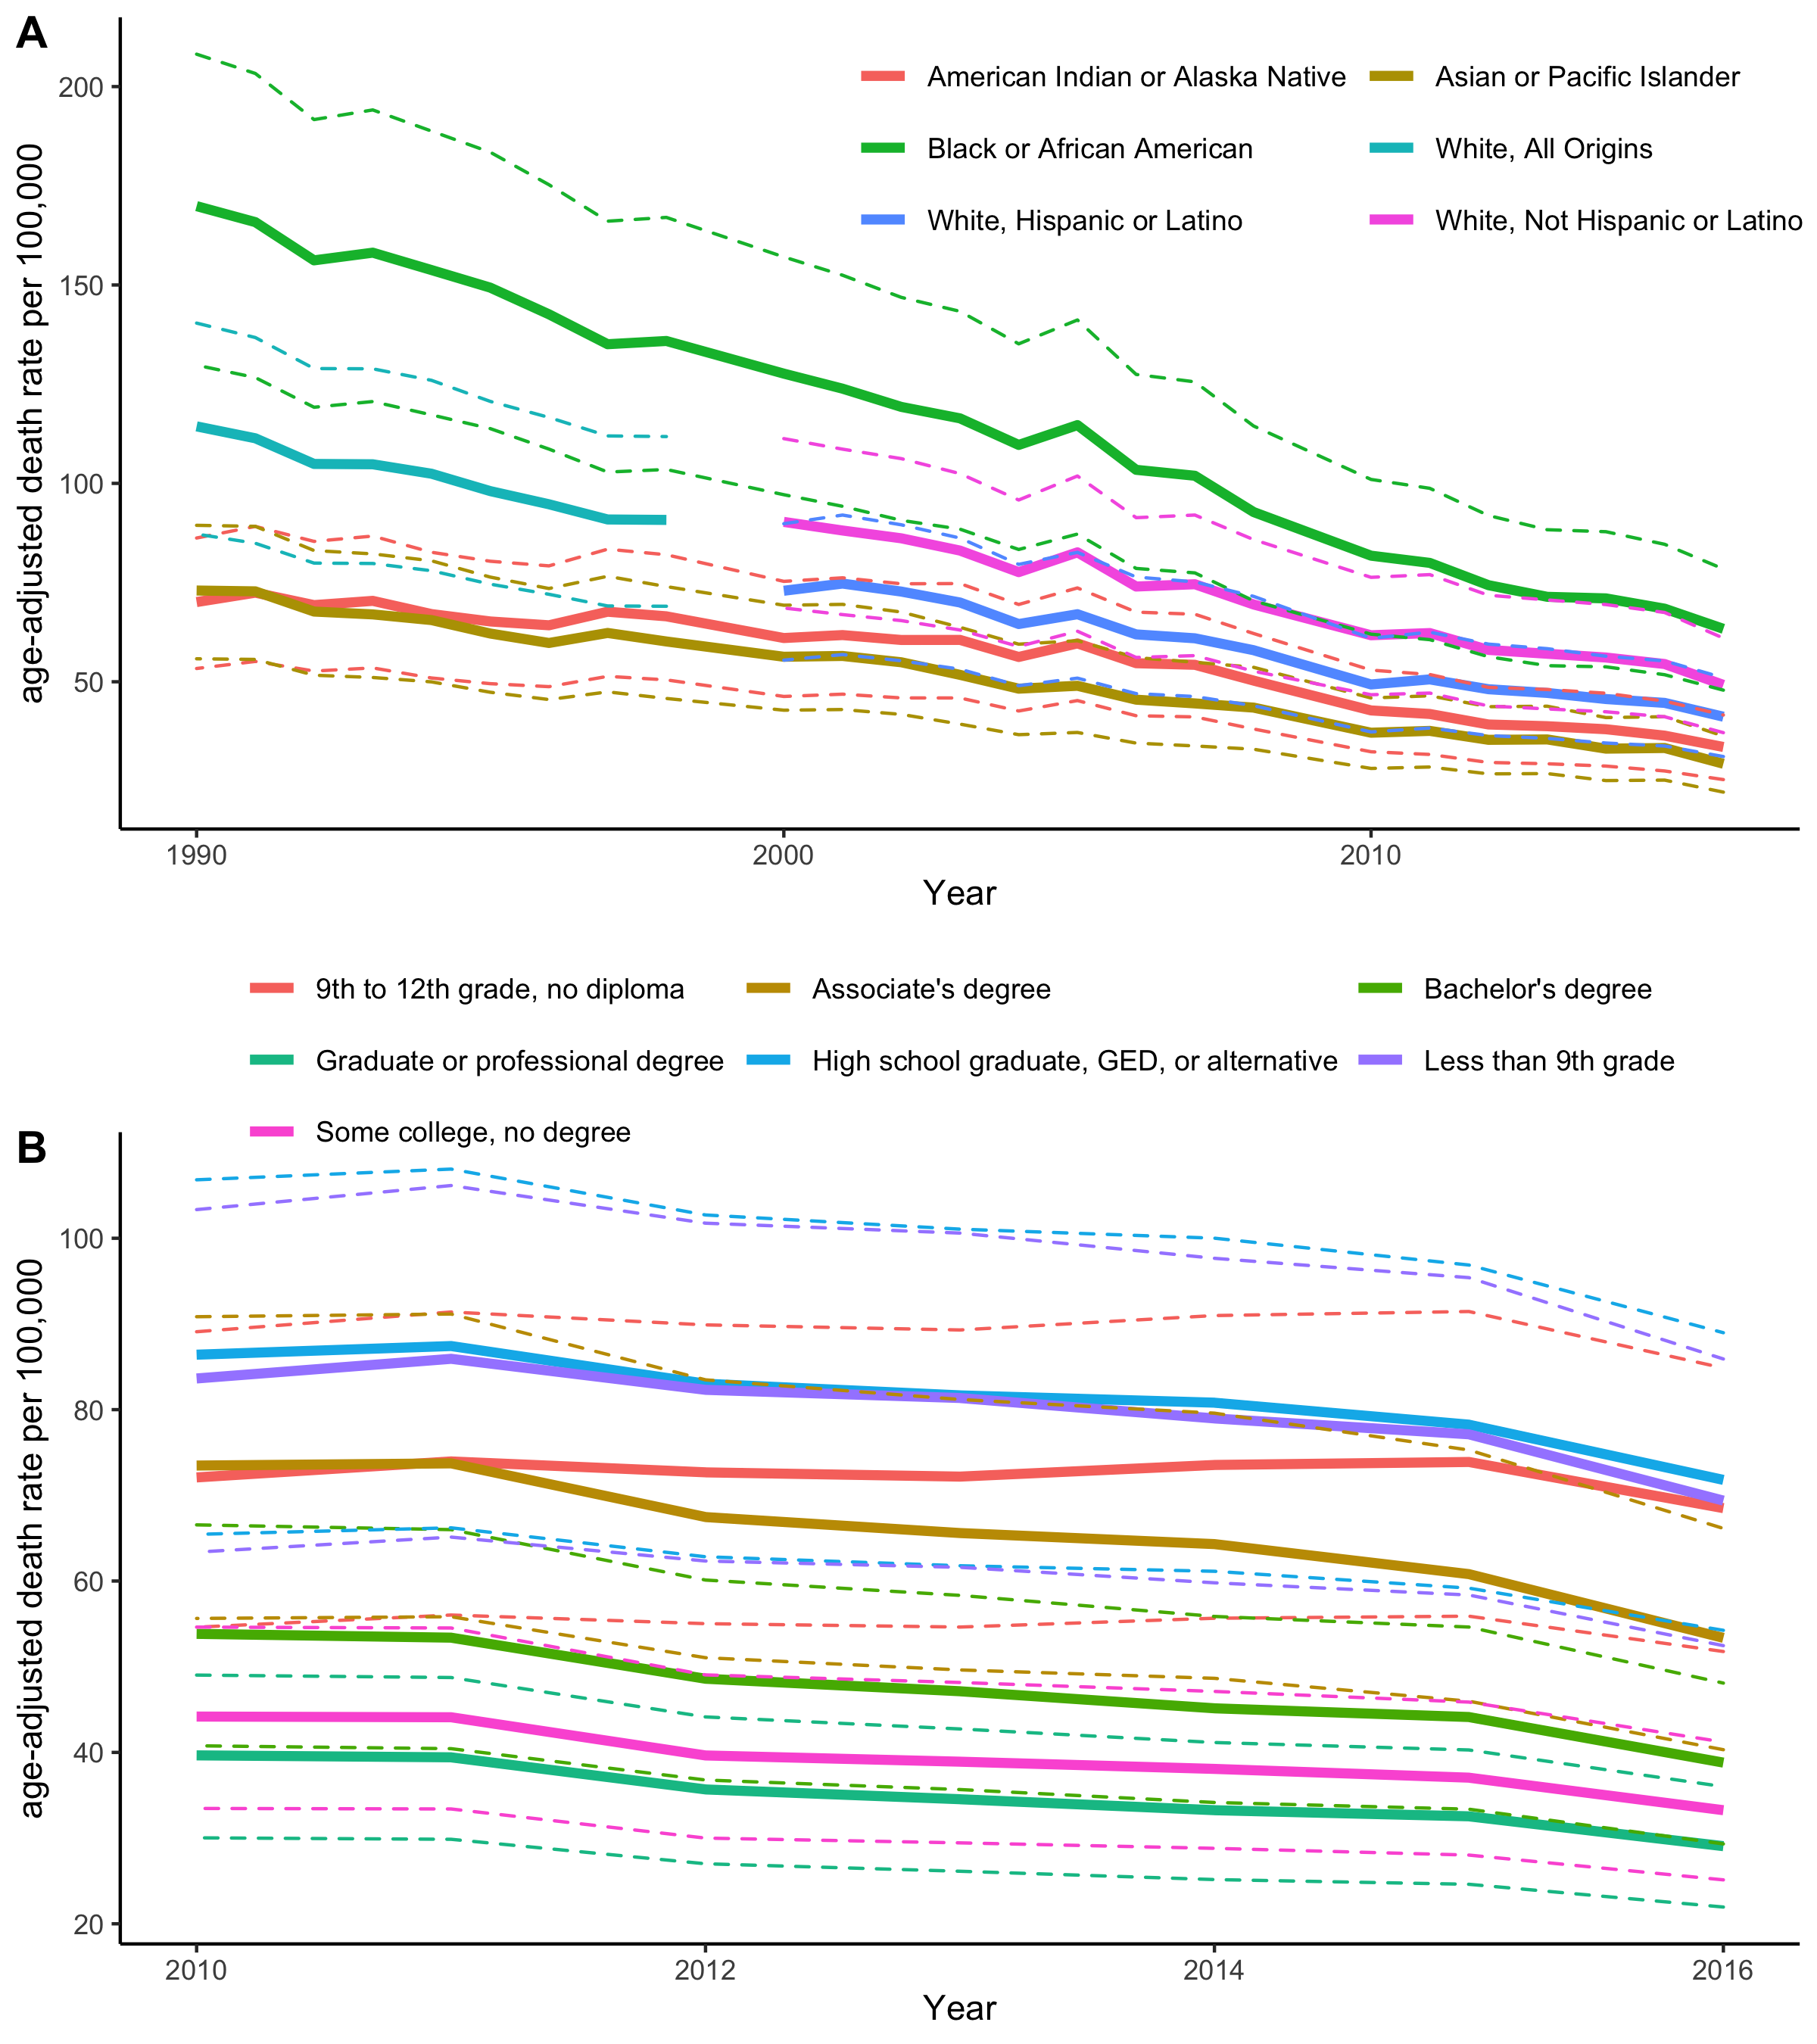 A
age-adjusted death rate per 100,000
200
150
100
50
American Indian or Alaska Native
Asian or Pacific Islander
Black or African American
White, All Origins
White, Hispanic or Latino
White, Not Hispanic or Latino
1990
2000
2010
Year
9th to 12th grade, no diploma
Associate's degree
Bachelor's degree
Graduate or professional degree
High school graduate, GED, or alternative
Less than 9th grade
Some college, no degree
B
age-adjusted death rate per 100,000
100
80
60
40
20
2010
2012
2014
2016
Year